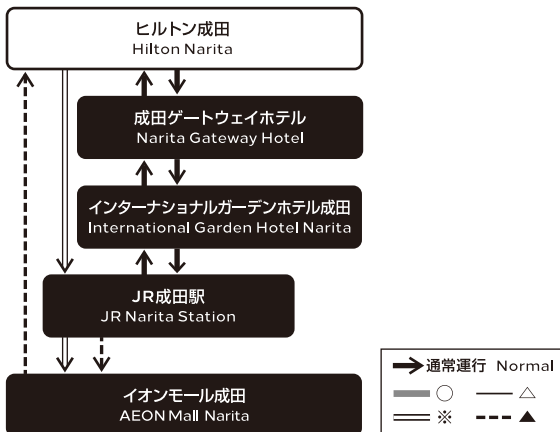 ヒルトン成田
Hilton Narita
成田ゲートウェイホテル
Narita Gateway Hotel
インターナショナルガーデンホテル成田
International Garden Hotel Narita
JR成田駅
JR Narita Station
イオンモール成田
AEON Mall Narita
通常運行 Normal
○ △
※ ▲